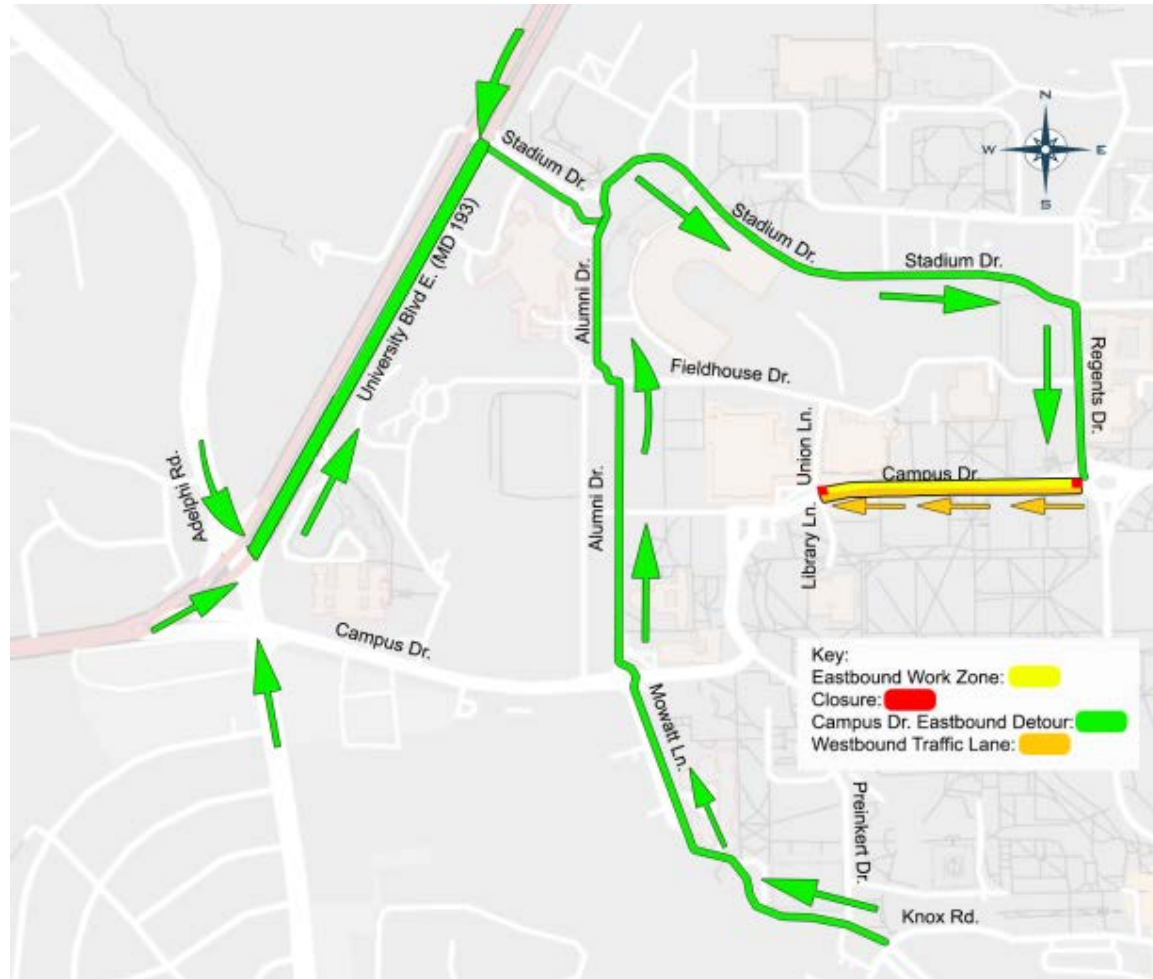 N
W
E
S
Stadium Dr.
Stadium Dr.
Stadium Dr.
University Blvd E. (MD 193)
Alumni Dr.
Regents Dr.
Fieldhouse Dr.
Union Ln.
Adelphi Rd.
Alumni Dr.
Campus Dr.
Library Ln.
Campus Dr.
Key:
Eastbound Work Zone:
Closure:
Campus Dr. Eastbound Detour:
Westbound Traffic Lane:
Mowatt Ln.
Preinkert Dr.
Knox Rd.